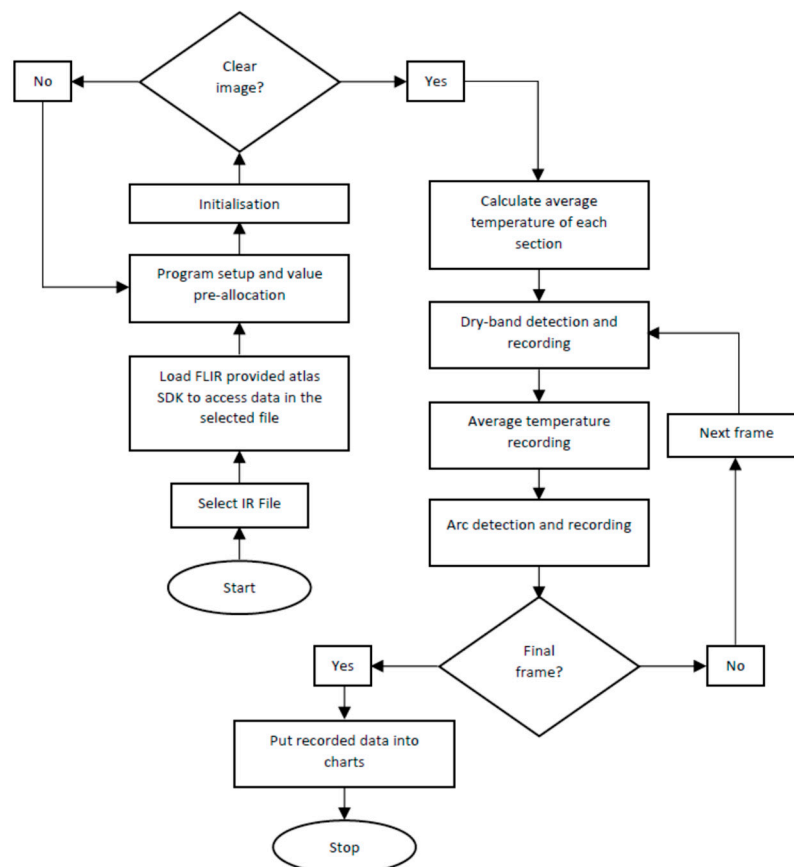 Clear
image?
No
Yes
Initialisation
Program setup and value
pre-allocation
Load FLIR provided atlas
SDK to access data in the
selected file
Select IR File
Start
Calculate average
temperature of each
section
Dry-band detection and
recording
Average temperature
recording
Arc detection and recording
Next frame
Final
frame?
Yes
No
Put recorded data into
charts
Stop